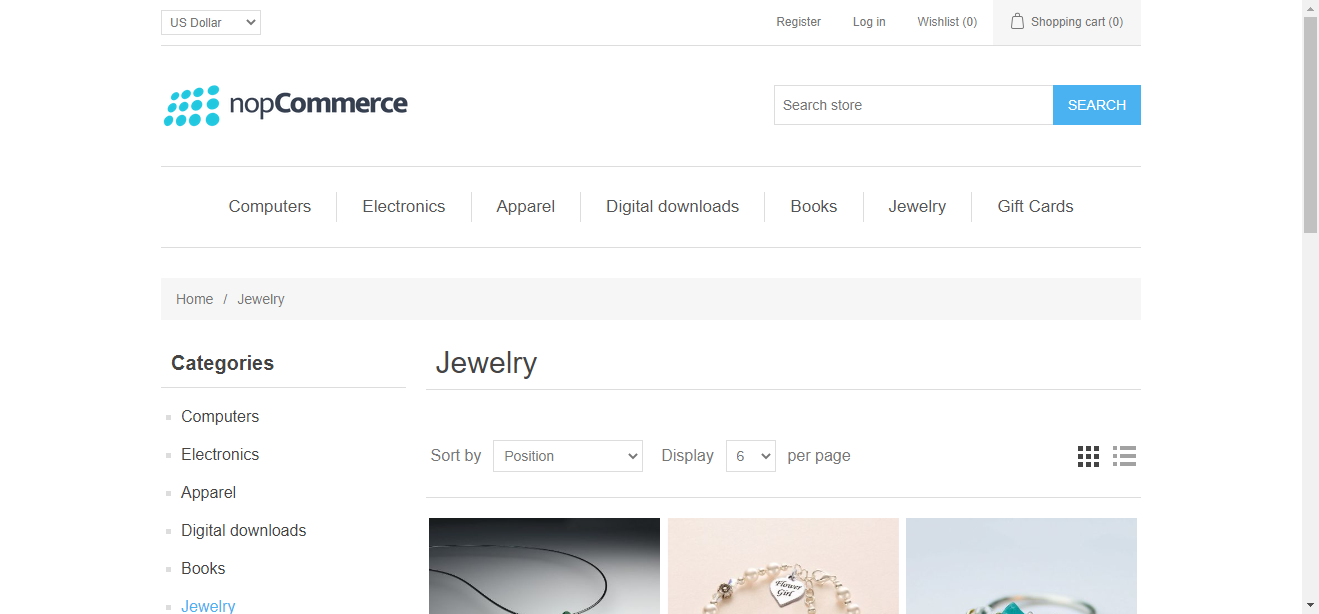 US Dollar
Register
Log in
Wishlist (0)
Shopping cart (0)
nopCommerce
Search store
SEARCH
Computers
Electronics
Apparel
Digital downloads
Books
Jewelry
Gift Cards
Home / Jewelry
Categories
Computers
Electronics
Apparel
Digital downloads
Books
Jewelry
Jewelry
Sort by Position Display 6 per page
Flower
Girl